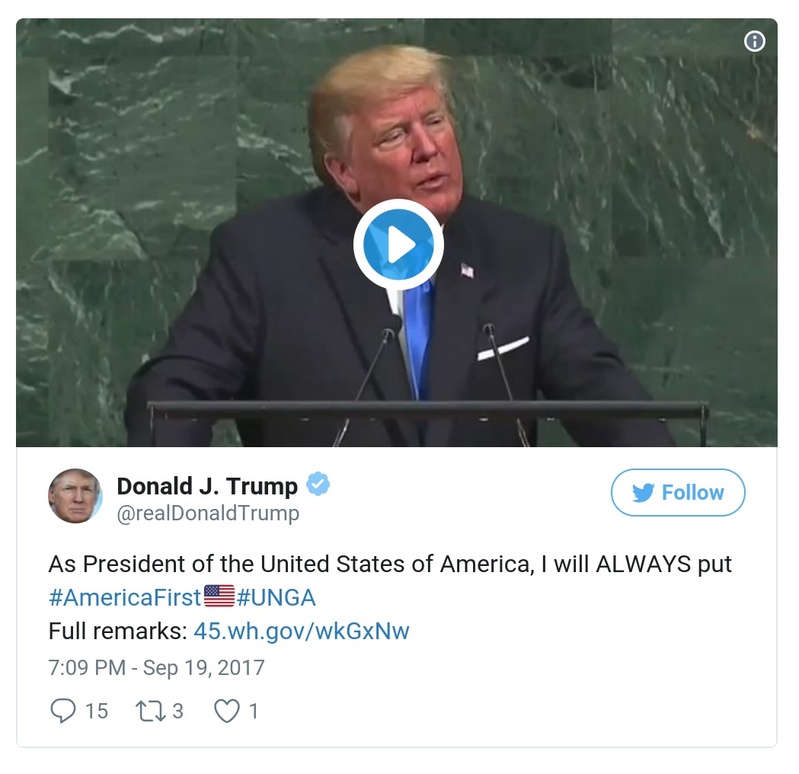 Donald J. Trump
@realDonaldTrump
Follow
As President of the United States of America, I will ALWAYS put
#AmericaFirst🇺🇸#UNGA
Full remarks: 45.wh.gov/wkGxNw
7:09 PM - Sep 19, 2017
15 3 1